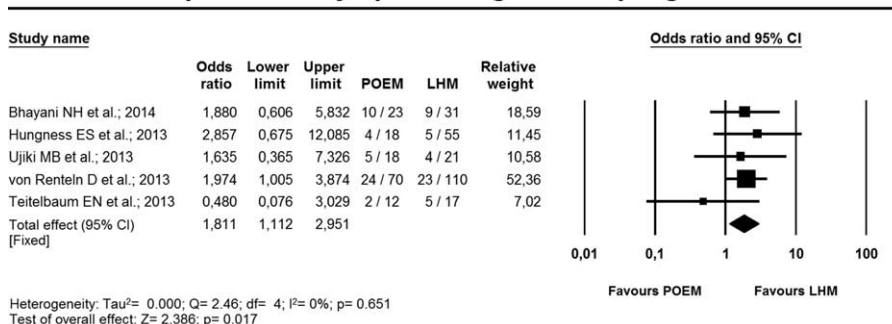 Study name Odds ratio and 95% CI
Odds Lower Upper Relative
ratio limit limit POEM LHM weight
Bhayani NH et al.; 2014 1,880 0,606 5,832 10 / 23 9 / 31 18,59
Hungness ES et al.; 2013 2,857 0,675 12,085 4 / 18 5 / 55 11,45
Ujiki MB et al.; 2013 1,635 0,365 7,326 5 / 18 4 / 21 10,58
von Renteln D et al.; 2013 1,974 1,005 3,874 24 / 70 23 / 110 52,36
Teitelbaum EN et al.; 2013 0,480 0,076 3,029 2 / 12 5 / 17 7,02
Total effect (95% CI) 1,811 1,112 2,951
[Fixed]
0,01 0,1 1 10 100
Favours POEM Favours LHM
Heterogeneity: Tau²= 0.000; Q= 2.46; df= 4; I²= 0%; p= 0.651
Test of overall effect: Z= 2.386; p= 0.017